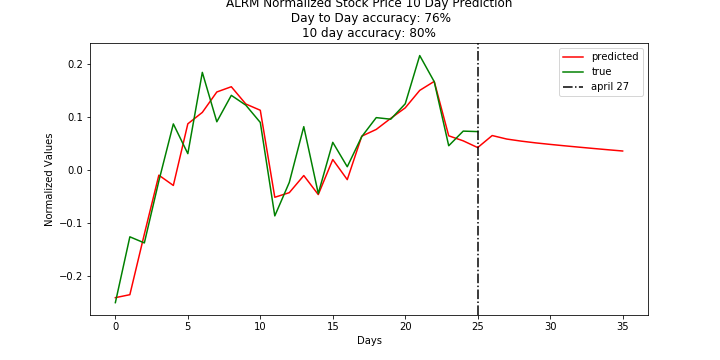 ALRM Normalized Stock Price 10 Day Prediction
Day to Day accuracy: 76%
10 day accuracy: 80%
predicted
true
april 27
Normalized Values
0.2
0.1
0.0
−0.1
−0.2
0 5 10 15 20 25 30 35
Days